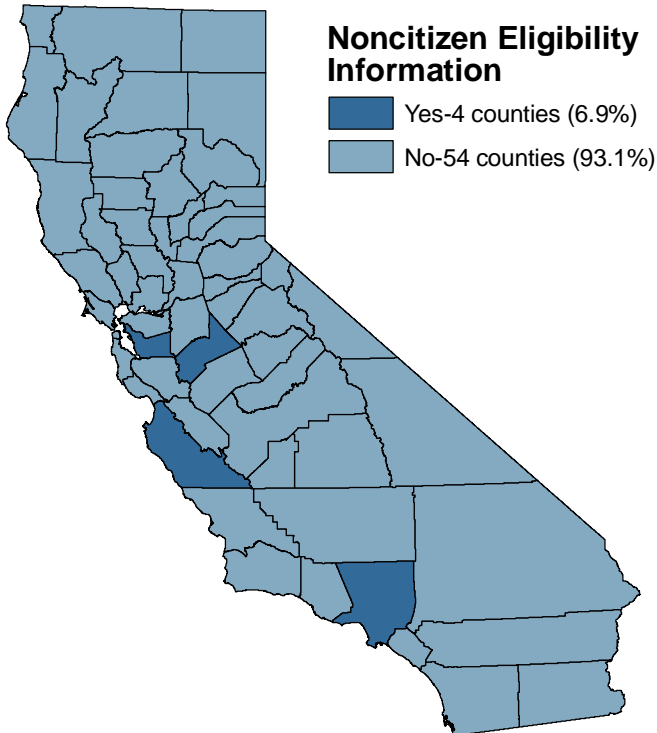 Noncitizen Eligibility
Information
Yes-4 counties (6.9%)
No-54 counties (93.1%)